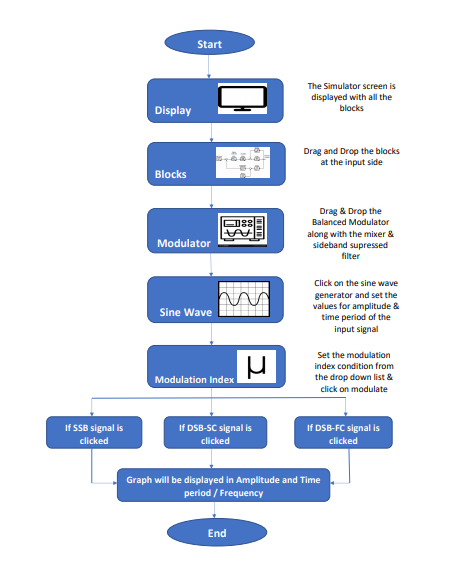 Start
Display
The Simulator screen is
displayed with all the
blocks
Blocks
Drag and Drop the blocks
at the input side
Modulator
Drag & Drop the
Balanced Modulator
along with the mixer &
sideband supressed
filter
Sine Wave
Click on the sine wave
generator and set the
values for amplitude &
time period of the
input signal
Modulation Index
μ
Set the modulation
index condition from
the drop down list &
click on modulate
If SSB signal is
clicked
If DSB-SC signal is
clicked
If DSB-FC signal is
clicked
Graph will be displayed in Amplitude and Time
period / Frequency
End